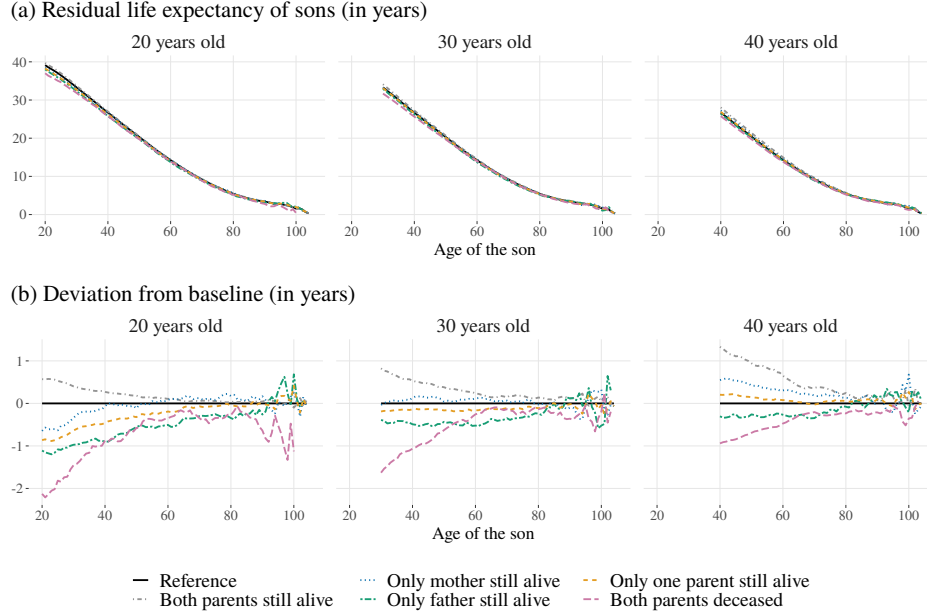 (a) Residual life expectancy of sons (in years)
20 years old 30 years old 40 years old
40
30
20
10
0
20 40 60 80 100 20 40 60 80 100 20 40 60 80 100
Age of the son
(b) Deviation from baseline (in years)
20 years old 30 years old 40 years old
1
0
-1
-2
20 40 60 80 100 20 40 60 80 100 20 40 60 80 100
Age of the son
Reference Only mother still alive Only one parent still alive
Both parents still alive Only father still alive Both parents deceased